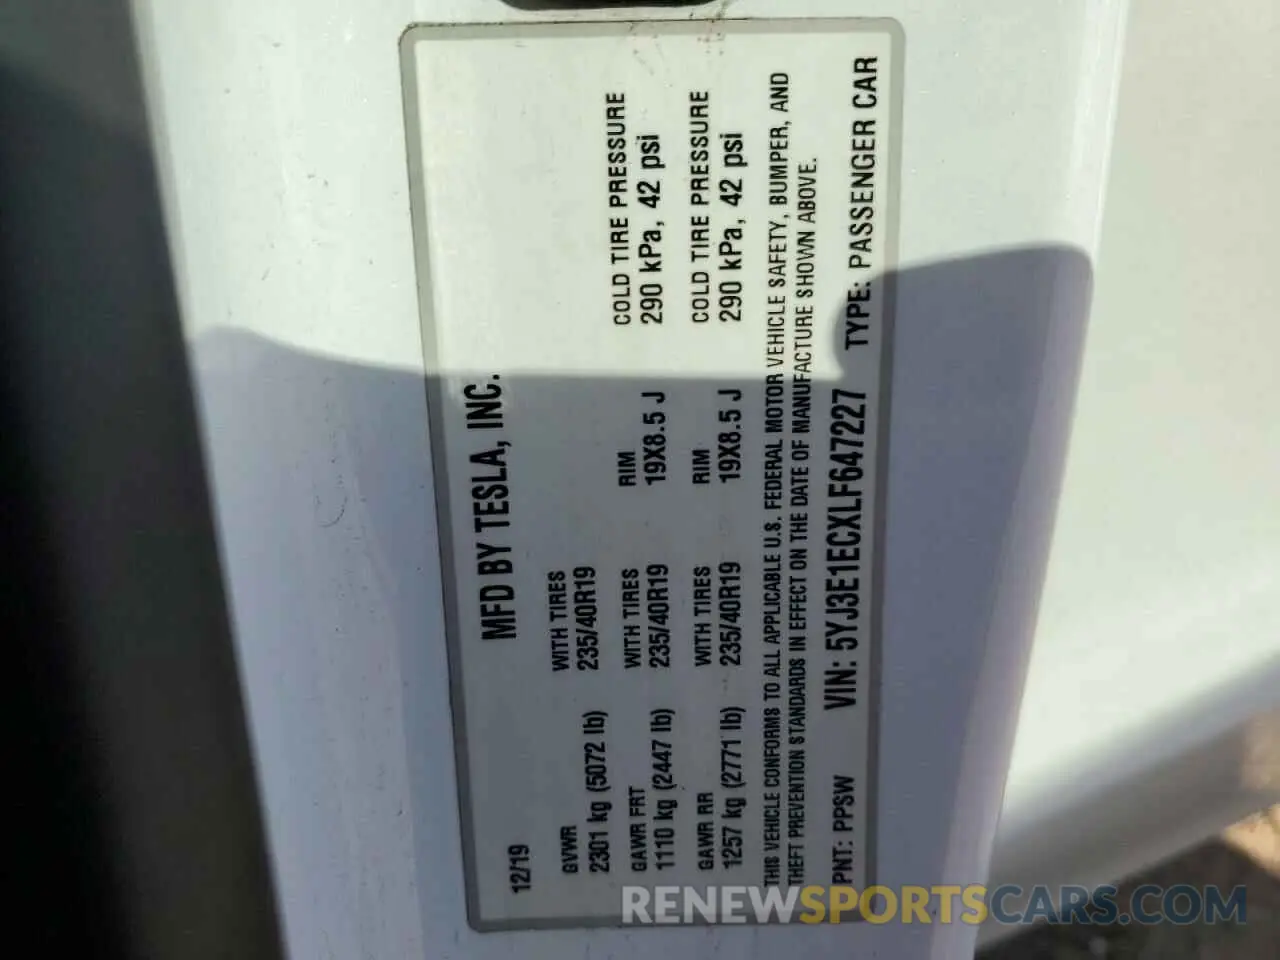 MFD BY TESLA, INC.
12/19
GVWR
2301 kg (5072 lb)
WITH TIRES
235/40R19
GAWR FRT
1110 kg (2447 lb)
WITH TIRES
235/40R19
RIM
19X8.5 J
COLD TIRE PRESSURE
290 kPa, 42 psi
GAWR RR
1257 kg (2771 lb)
WITH TIRES
235/40R19
RIM
19X8.5 J
COLD TIRE PRESSURE
290 kPa, 42 psi
THIS VEHICLE CONFORMS TO ALL APPLICABLE U.S. FEDERAL MOTOR VEHICLE SAFETY, BUMPER, AND
THEFT PREVENTION STANDARDS IN EFFECT ON THE DATE OF MANUFACTURE SHOWN ABOVE.
PNT: PPSW VIN: 5YJ3E1ECXLF647227 TYPE: PASSENGER CAR
RENEWSPORTSCARS.COM